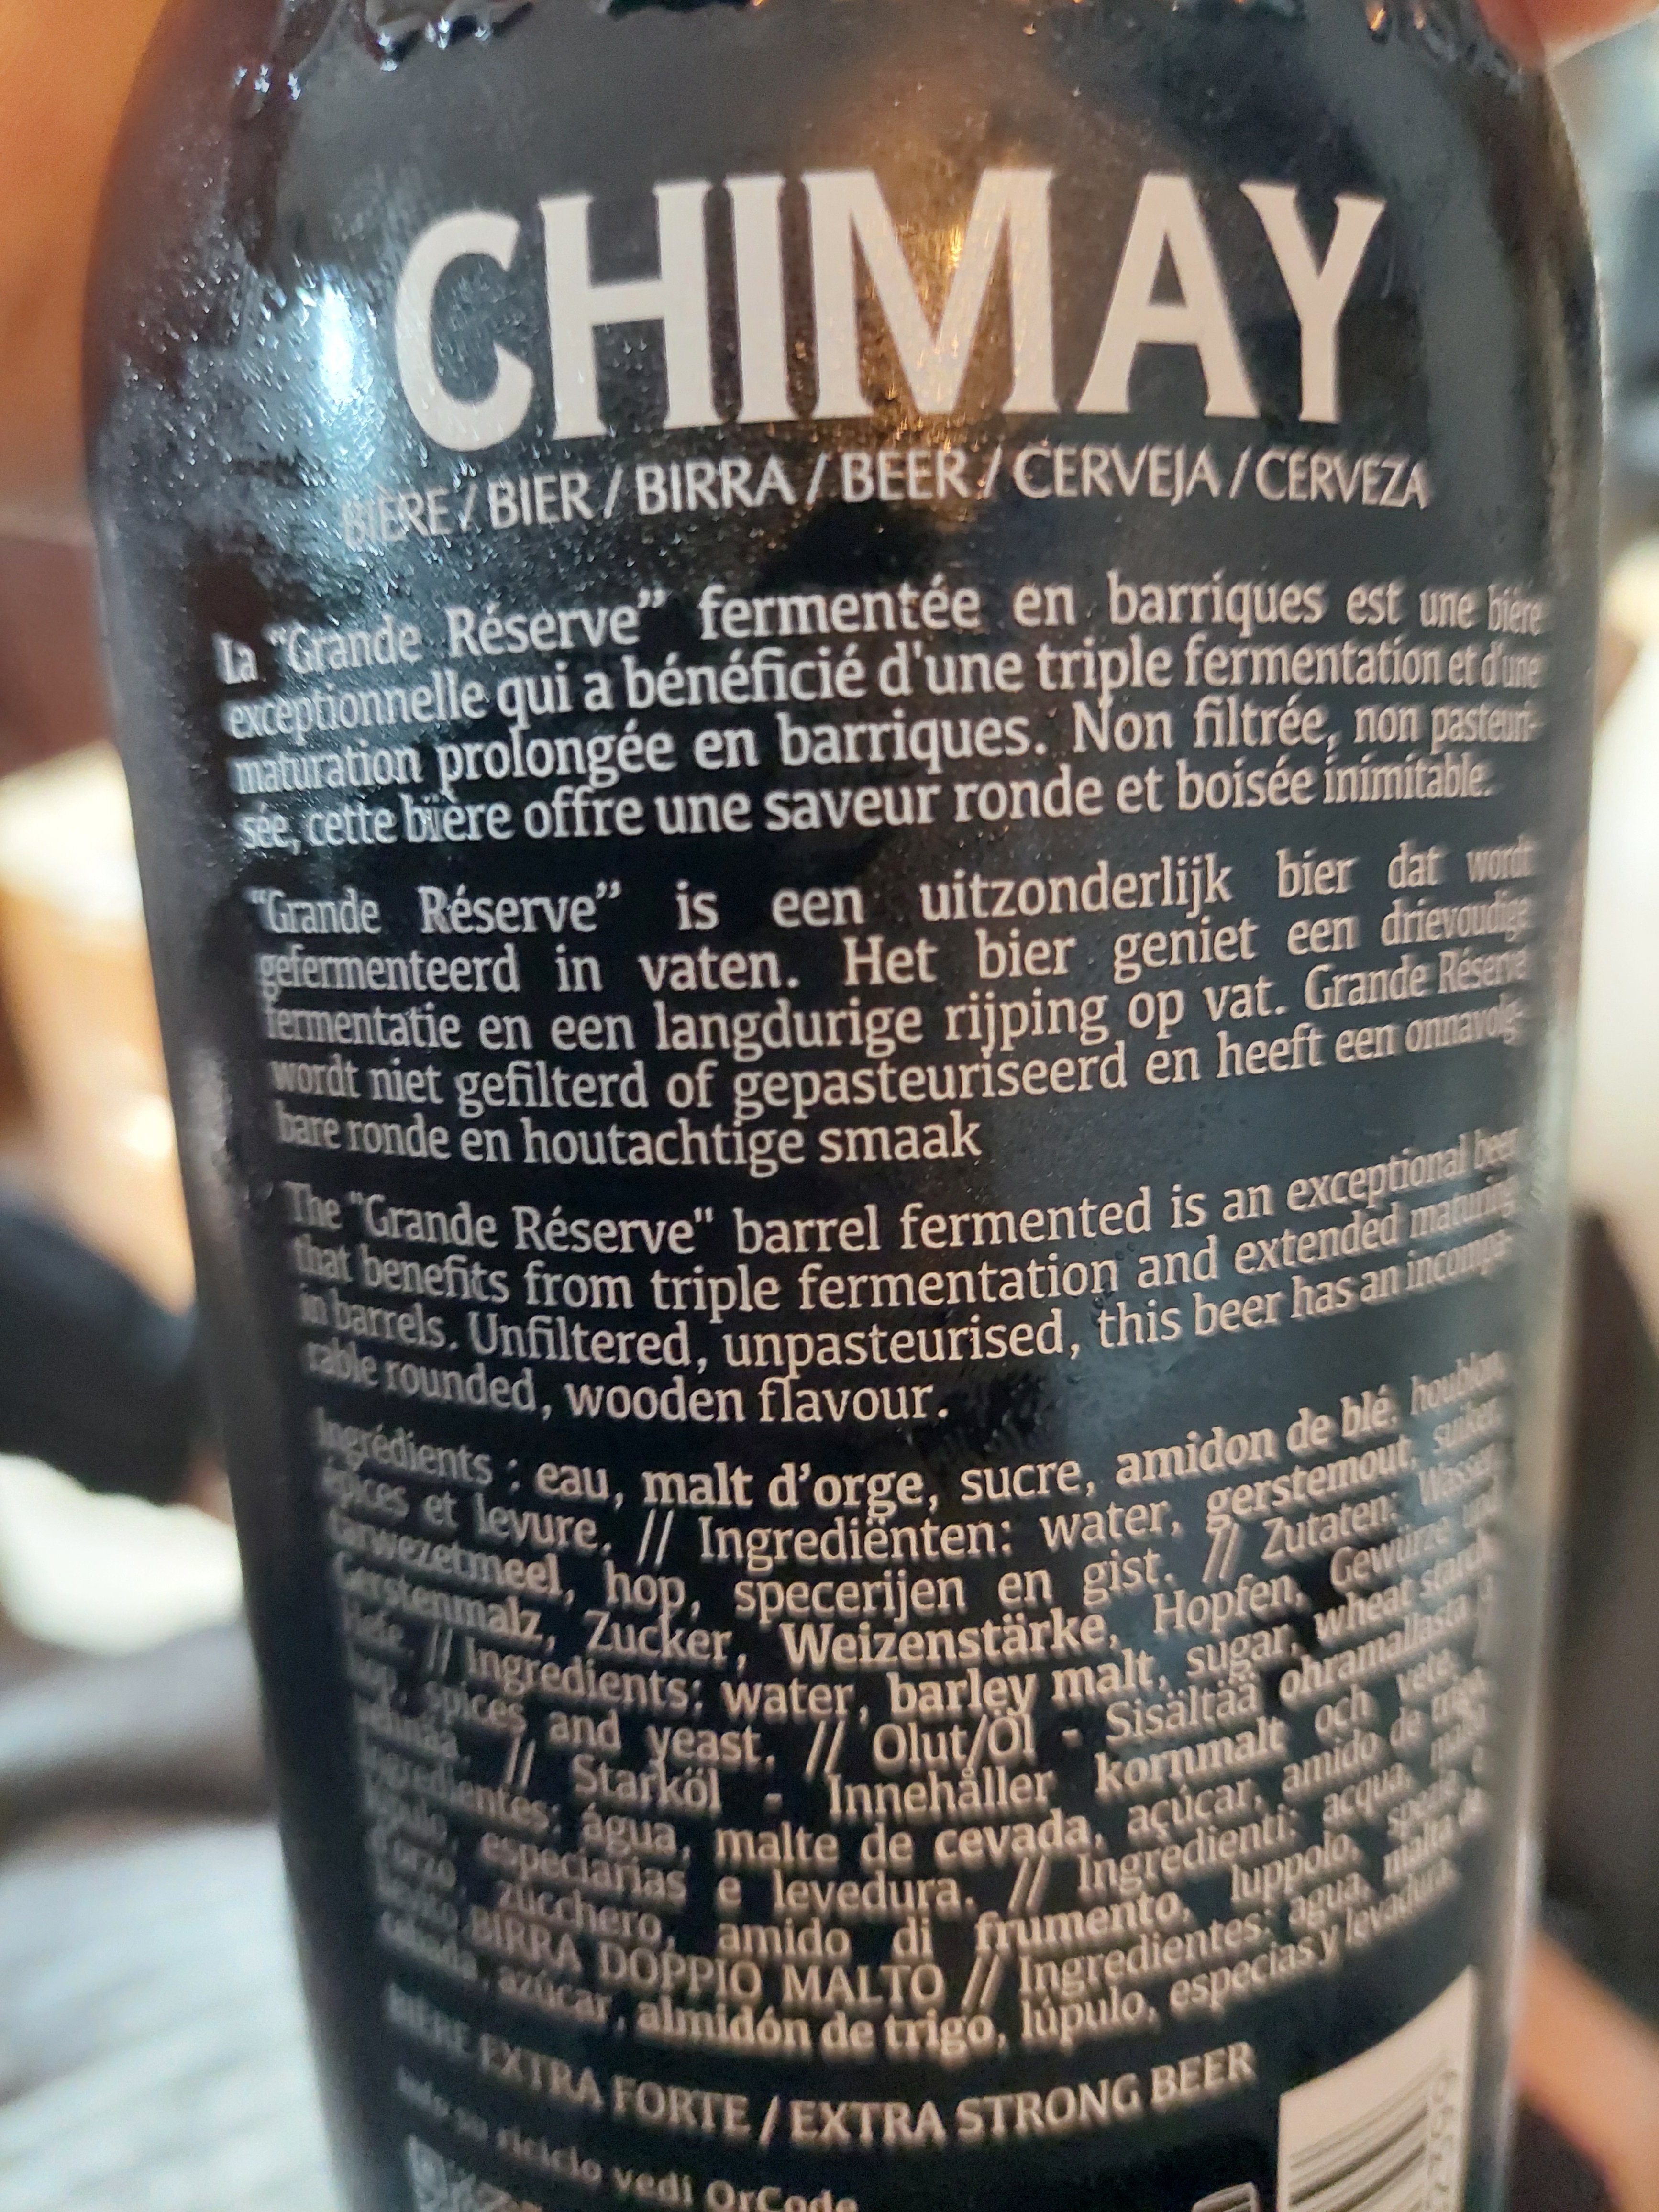 CHIMAY
BIÈRE / BIER / BIRRA / BEER / CERVEJA / CERVEZA
La "Grande Réserve" fermentée en barriques est une bière
exceptionnelle qui a bénéficié d'une triple fermentation et d'une
maturation prolongée en barriques. Non filtrée, non pasteuri-
sée, cette bière offre une saveur ronde et boisée inimitable.
"Grande Réserve" is een uitzonderlijk bier dat wordt
gefermenteerd in vaten. Het bier geniet een drievoudige
fermentatie en een langdurige rijping op vat. Grande Réserve
wordt niet gefilterd of gepasteuriseerd en heeft een onnavolg-
bare ronde en houtachtige smaak
The "Grande Réserve" barrel fermented is an exceptional beer
that benefits from triple fermentation and extended maturing
in barrels. Unfiltered, unpasteurised, this beer has an incompa-
rable rounded, wooden flavour.
Ingrédients : eau, malt d'orge, sucre, amidon de blé, houblon,
épices et levure. // Ingrediënten: water, gerstemout, suiker,
tarwezetmeel, hop, specerijen en gist. // Zutaten: Wasser,
Gerstenmalz, Zucker, Weizenstärke, Hopfen, Gewürze und
Hefe. // Ingredients: water, barley malt, sugar, wheat starch,
hop, spices and yeast. // Olut/Öl - Sisältää ohramallasta
// Starköl - Innehåller kornmalt och vete. //
Ingredientes: água, malte de cevada, açúcar, amido de trigo,
especiarias e levedura. // Ingredienti: acqua, malto
d'orzo, zucchero, amido di frumento, luppolo, spezie e
lievito. BIRRA DOPPIO MALTO // Ingredientes: agua, malta de
cebada, azúcar, almidón de trigo, lúpulo, especias y levadura.
BIÈRE EXTRA FORTE / EXTRA STRONG BEER
riciclo vedi QrCode